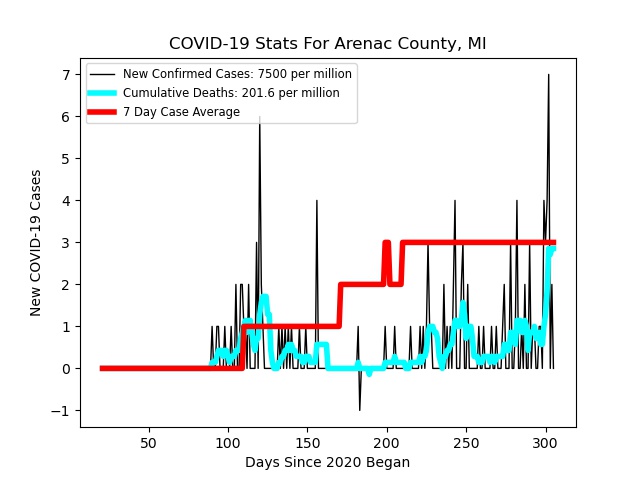 COVID-19 Stats For Arenac County, MI
New Confirmed Cases: 7500 per million
Cumulative Deaths: 201.6 per million
7 Day Case Average
New COVID-19 Cases
7
6
5
4
3
2
1
0
−1
50 100 150 200 250 300
Days Since 2020 Began